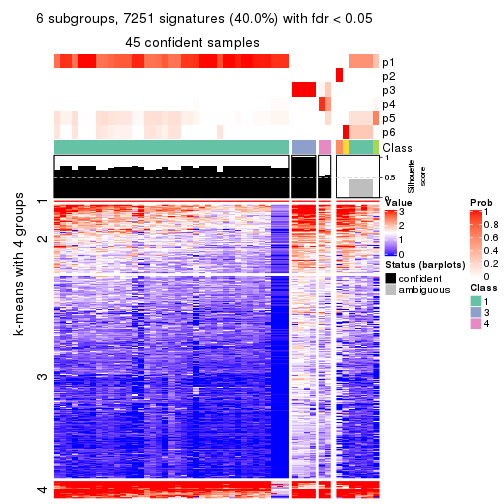 6 subgroups, 7251 signatures (40.0%) with fdr < 0.05
45 confident samples
p1
p2
p3
p4
p5
p6
Class
1
0.5
0
Silhouette
score
k-means with 4 groups
1
2
3
4
Value
3
2
1
0
Status (barplots)
confident
ambiguous
Prob
1
0.8
0.6
0.4
0.2
0
Class
1
3
4